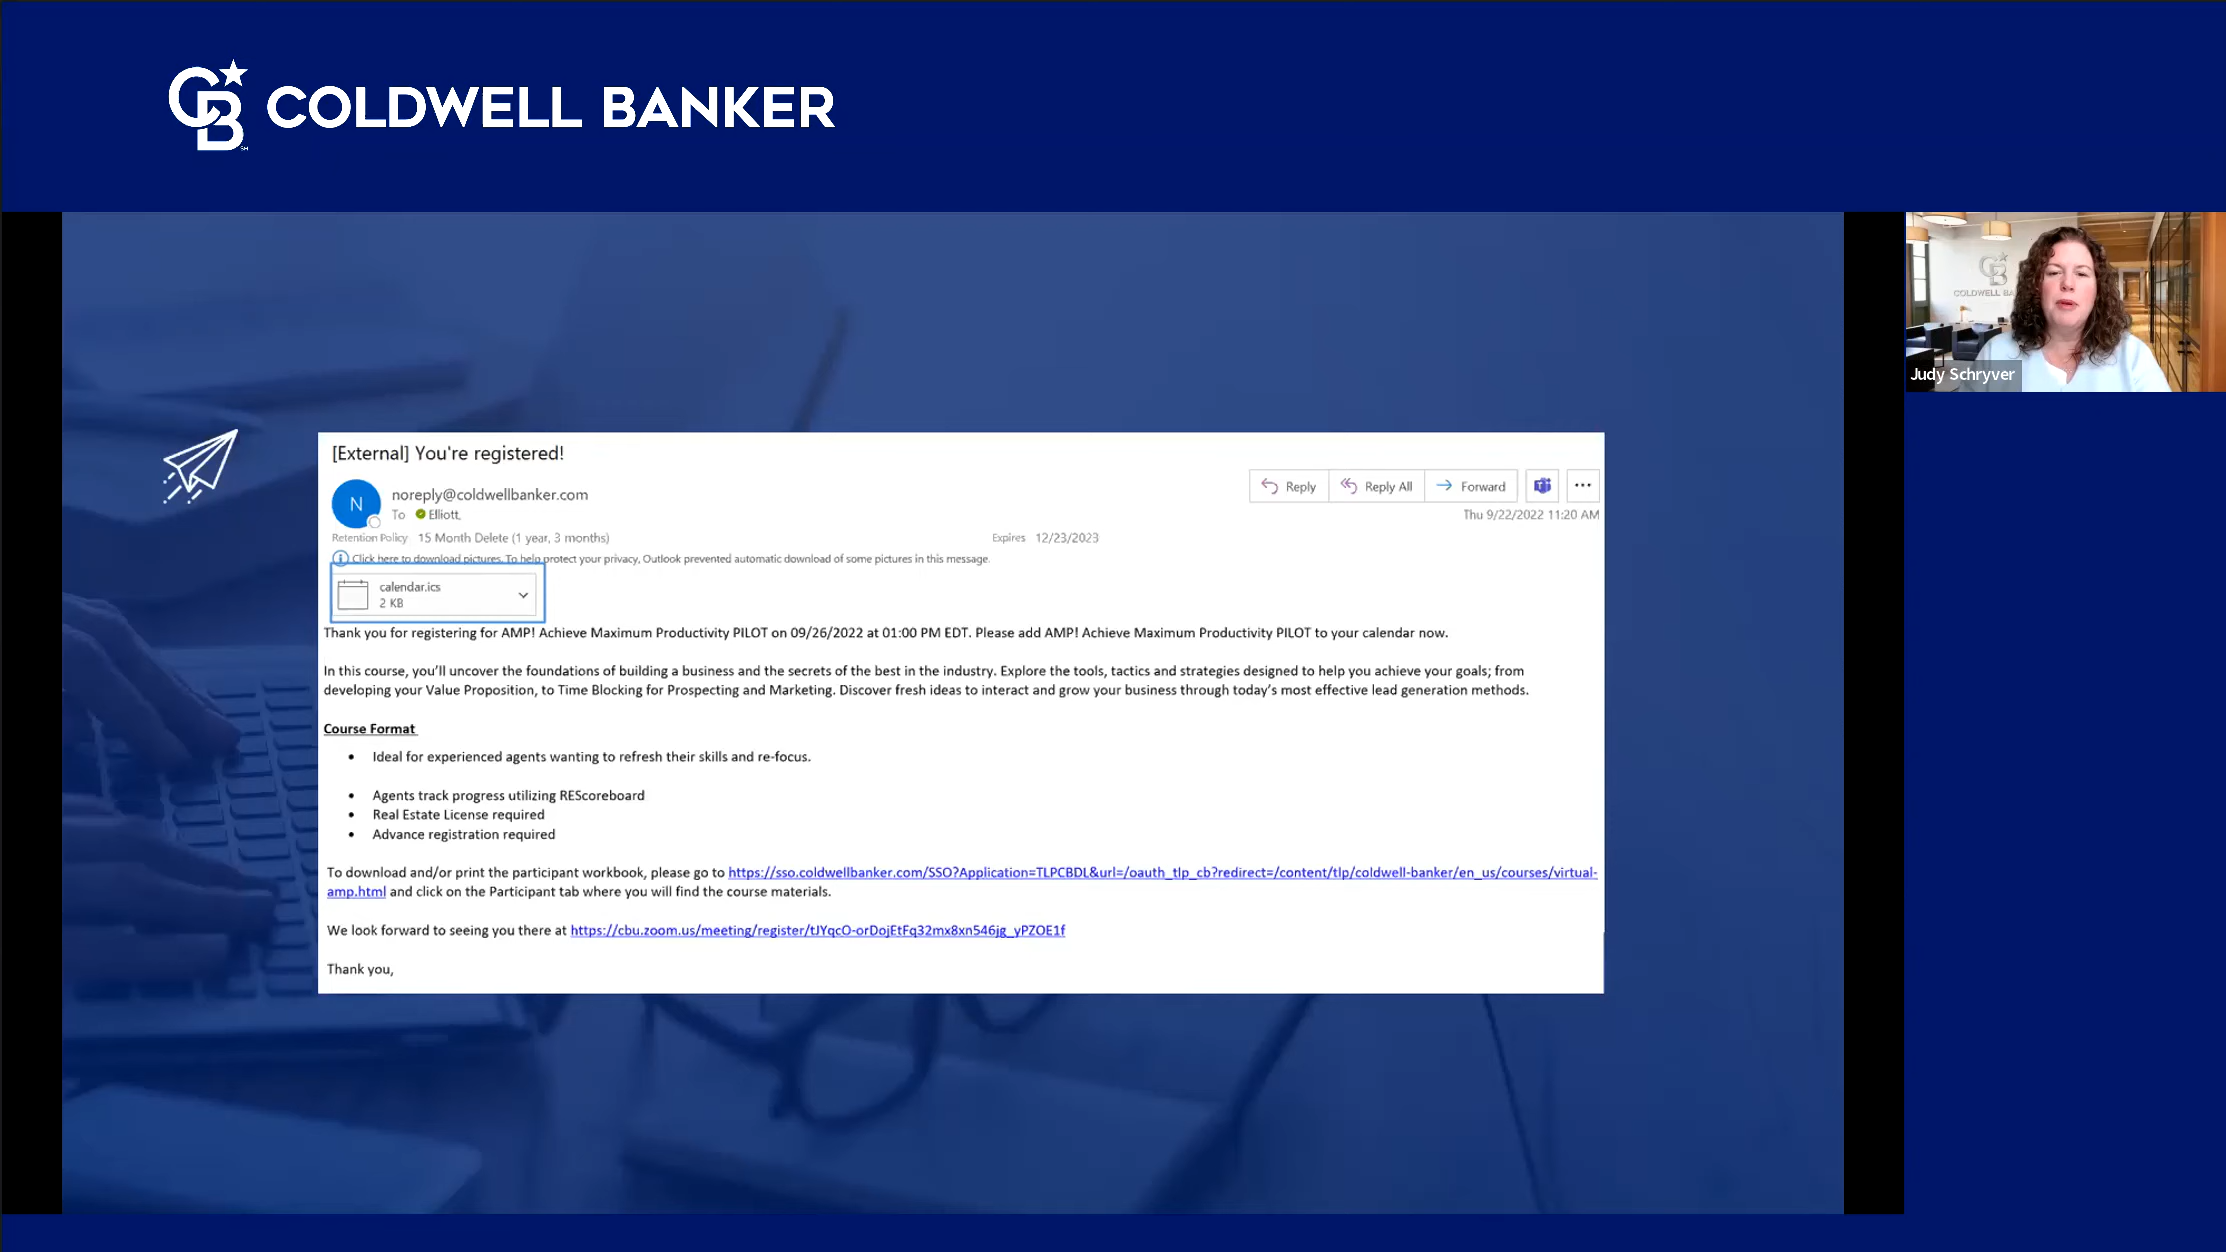 CB COLDWELL BANKER
COLDWELL BA
Judy Schryver
[External] You're registered!
N
noreply@coldwellbanker.com
To Elliott,
Reply
Reply All
Forward
Thu 9/22/2022 11:20 AM
Retention Policy 15 Month Delete (1 year, 3 months)
Expires 12/23/2023
Click here to download pictures. To help protect your privacy, Outlook prevented automatic download of some pictures in this message.
calendar.ics
2 KB
Thank you for registering for AMP! Achieve Maximum Productivity PILOT on 09/26/2022 at 01:00 PM EDT. Please add AMP! Achieve Maximum Productivity PILOT to your calendar now.
In this course, you'll uncover the foundations of building a business and the secrets of the best in the industry. Explore the tools, tactics and strategies designed to help you achieve your goals; from
developing your Value Proposition, to Time Blocking for Prospecting and Marketing. Discover fresh ideas to interact and grow your business through today's most effective lead generation methods.
Course Format
• Ideal for experienced agents wanting to refresh their skills and re-focus.
• Agents track progress utilizing REScoreboard
• Real Estate License required
• Advance registration required
To download and/or print the participant workbook, please go to https://sso.coldwellbanker.com/SSO?Application=TLPCBDL&url=/oauth_tlp_cb?redirect=/content/tlp/coldwell-banker/en_us/courses/virtual-
amp.html and click on the Participant tab where you will find the course materials.
We look forward to seeing you there at https://cbu.zoom.us/meeting/register/tJYqcO-orDojEtFq32mx8xn546jg_yPZOE1f
Thank you,